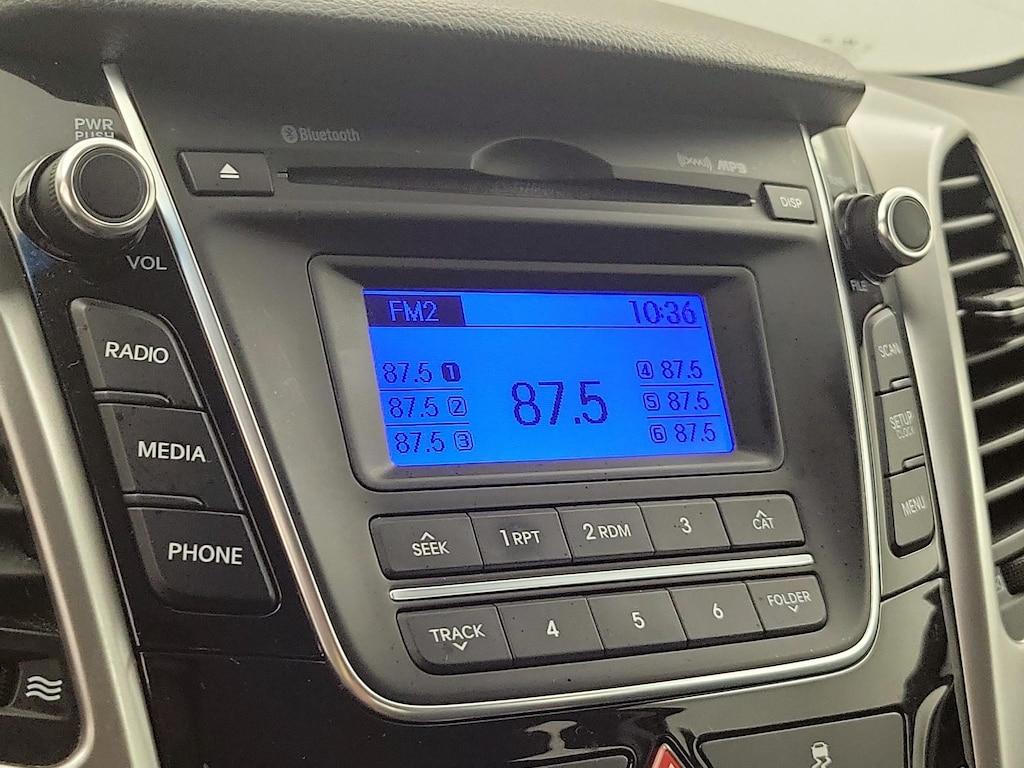 PWR
PUSH
Bluetooth
MP3
DISP
VOL
FILE
FM2 10:36
87.5 1 4 87.5
87.5 2 87.5 5 87.5
87.5 3 6 87.5
RADIO
MEDIA
PHONE
SCAN
SETUP
CLOCK
MENU
SEEK 1 RPT 2 RDM 3 CAT
TRACK 4 5 6 FOLDER